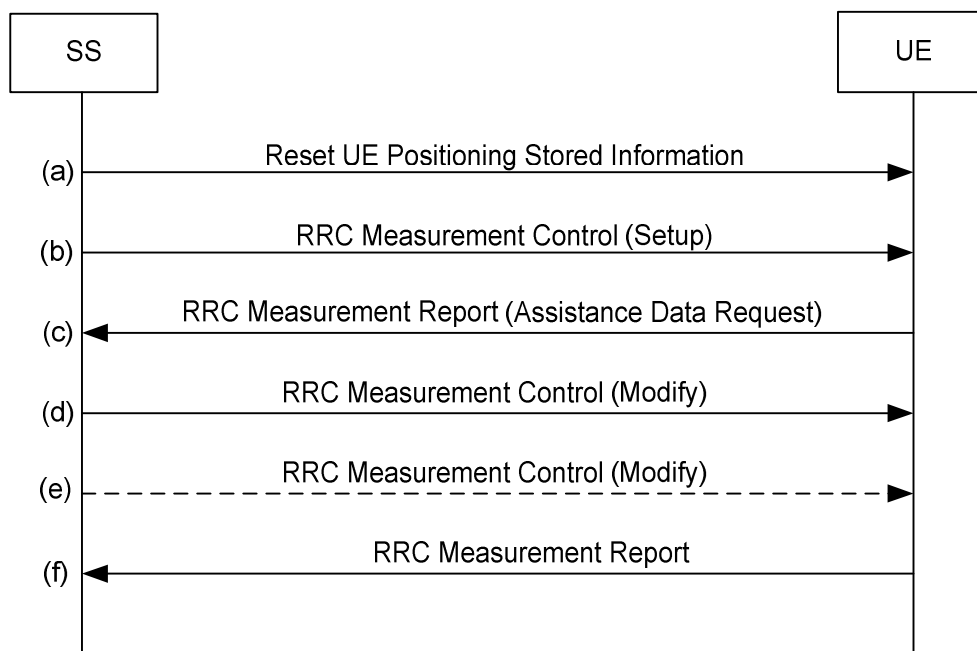 SS
UE
(a) Reset UE Positioning Stored Information
(b) RRC Measurement Control (Setup)
(c) RRC Measurement Report (Assistance Data Request)
(d) RRC Measurement Control (Modify)
(e) RRC Measurement Control (Modify)
(f) RRC Measurement Report